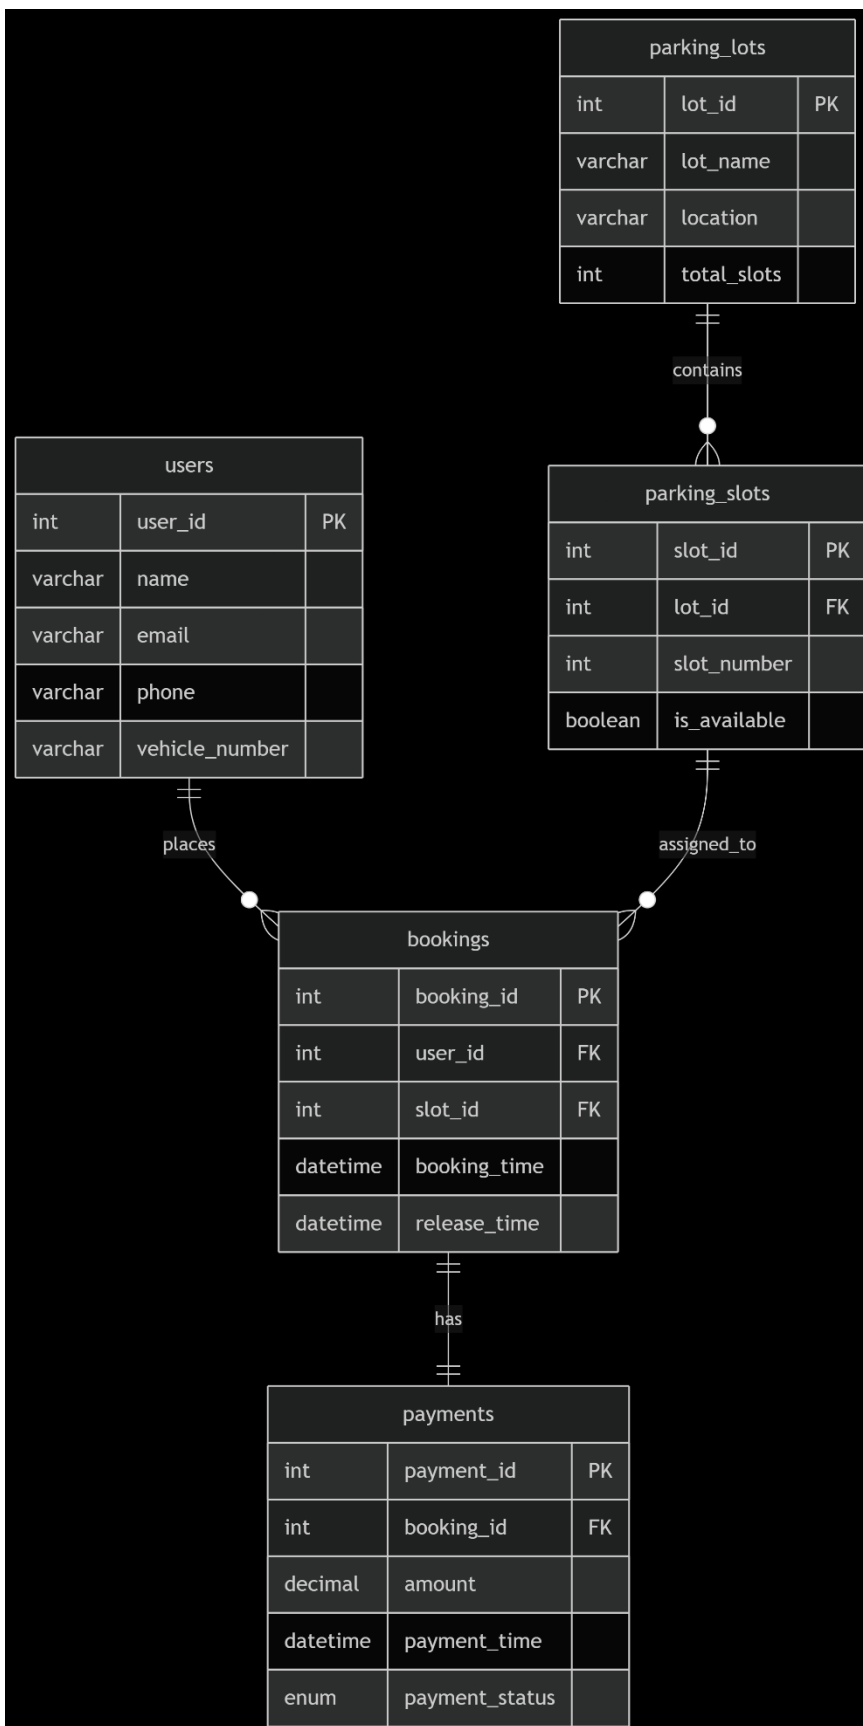 parking_lots
int lot_id PK
varchar lot_name
varchar location
int total_slots
contains
users
int user_id PK
varchar name
varchar email
varchar phone
varchar vehicle_number
parking_slots
int slot_id PK
int lot_id FK
int slot_number
boolean is_available
places
assigned_to
bookings
int booking_id PK
int user_id FK
int slot_id FK
datetime booking_time
datetime release_time
has
payments
int payment_id PK
int booking_id FK
decimal amount
datetime payment_time
enum payment_status